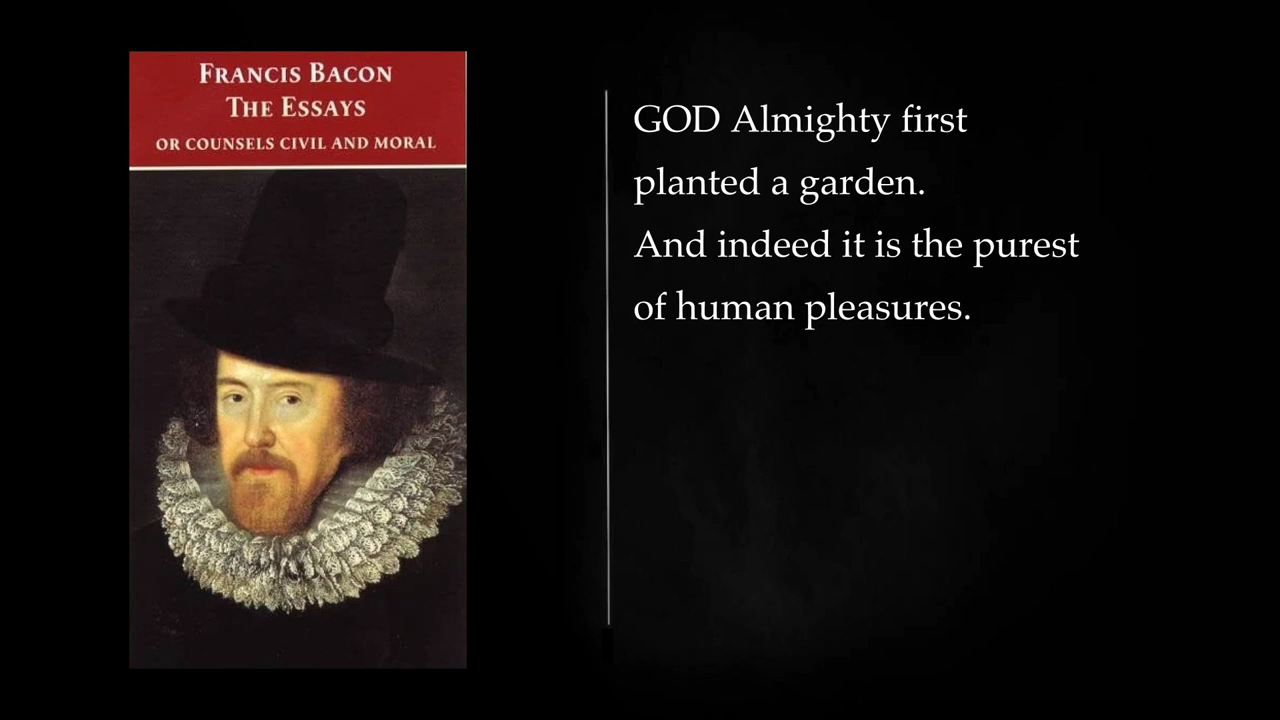 FRANCIS BACON
THE ESSAYS
OR COUNSELS CIVIL AND MORAL
GOD Almighty first
planted a garden.
And indeed it is the purest
of human pleasures.